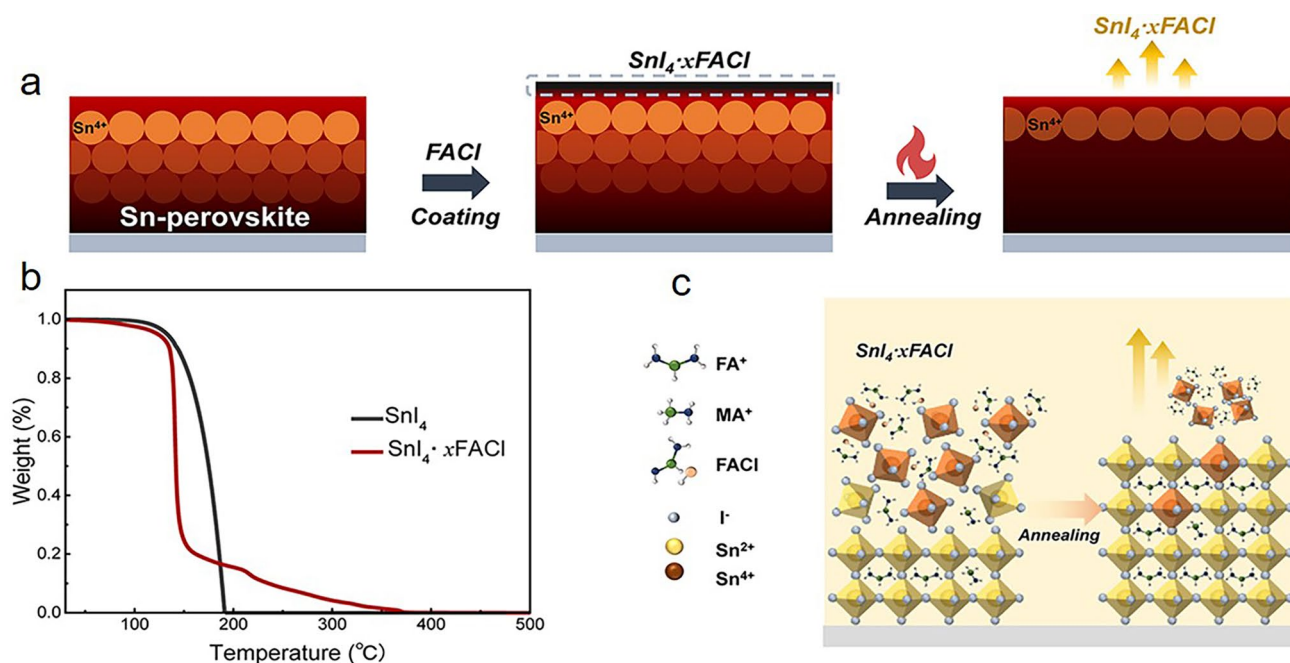 a
Sn⁴⁺
Sn-perovskite
FACl
Coating
SnI₄·xFACl
Sn⁴⁺
Annealing
SnI₄·xFACl
Sn⁴⁺
b
Weight (%)
1.0
0.8
0.6
0.4
0.2
0.0
100
200
300
400
500
Temperature (°C)
SnI₄
SnI₄· xFACl
c
FA⁺
MA⁺
FACl
I⁻
Sn²⁺
Sn⁴⁺
SnI₄·xFACl
Annealing